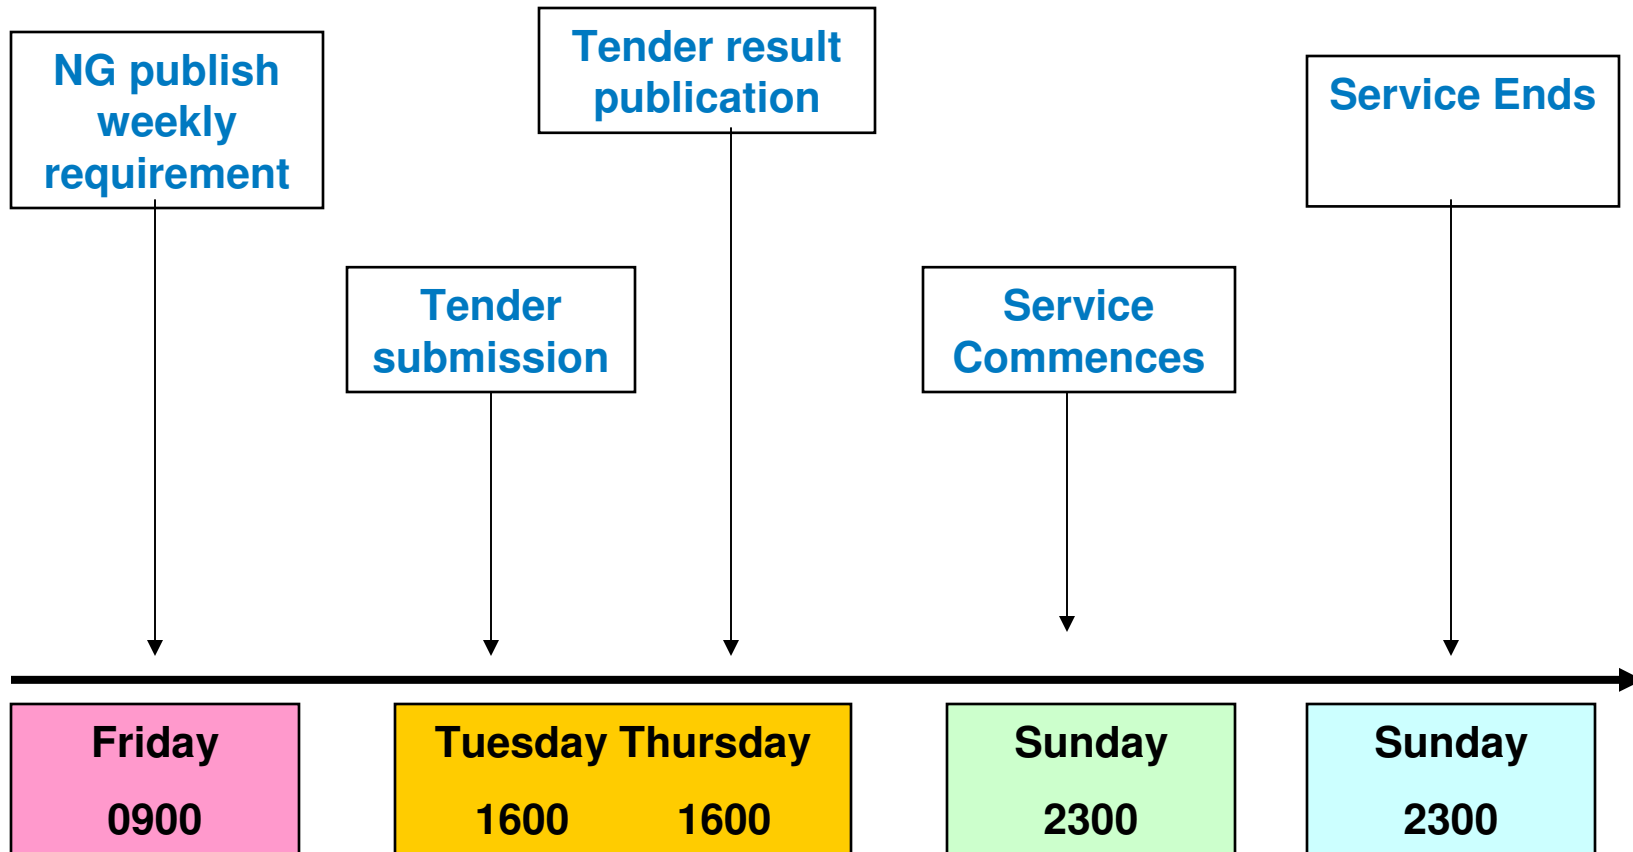 NG publish
weekly
requirement
Tender result
publication
Service Ends
Tender
submission
Service
Commences
Friday
0900
Tuesday Thursday
1600 1600
Sunday
2300
Sunday
2300